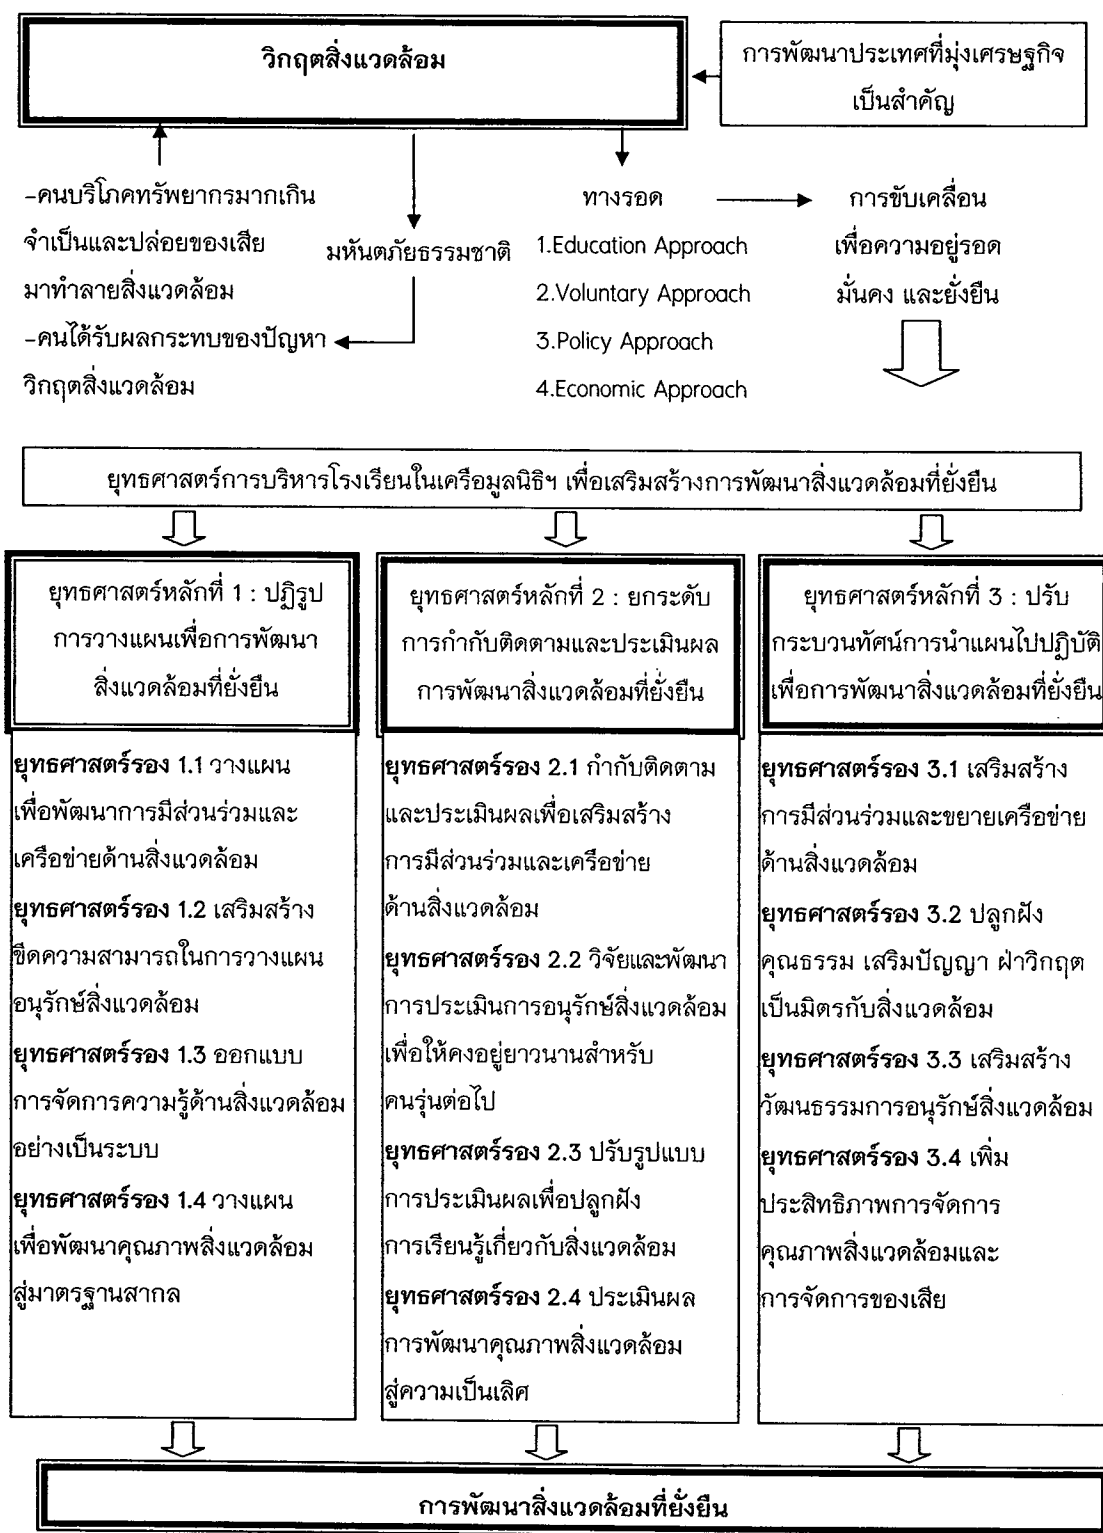 วิกฤตสิ่งแวดล้อม
การพัฒนาประเทศที่มุ่งเศรษฐกิจ
เป็นสำคัญ
-คนบริโภคทรัพยากรมากเกิน
จำเป็นและปล่อยของเสีย
มาทำลายสิ่งแวดล้อม
-คนได้รับผลกระทบของปัญหา
วิกฤตสิ่งแวดล้อม
มหันตภัยธรรมชาติ
ทางรอด
1.Education Approach
2.Voluntary Approach
3.Policy Approach
4.Economic Approach
การขับเคลื่อน
เพื่อความอยู่รอด
มั่นคง และยั่งยืน
ยุทธศาสตร์การบริหารโรงเรียนในเครือมูลนิธิฯ เพื่อเสริมสร้างการพัฒนาสิ่งแวดล้อมที่ยั่งยืน
ยุทธศาสตร์หลักที่ 1 : ปฏิรูป
การวางแผนเพื่อการพัฒนา
สิ่งแวดล้อมที่ยั่งยืน
ยุทธศาสตร์รอง 1.1 วางแผน
เพื่อพัฒนาการมีส่วนร่วมและ
เครือข่ายด้านสิ่งแวดล้อม
ยุทธศาสตร์รอง 1.2 เสริมสร้าง
ขีดความสามารถในการวางแผน
อนุรักษ์สิ่งแวดล้อม
ยุทธศาสตร์รอง 1.3 ออกแบบ
การจัดการความรู้ด้านสิ่งแวดล้อม
อย่างเป็นระบบ
ยุทธศาสตร์รอง 1.4 วางแผน
เพื่อพัฒนาคุณภาพสิ่งแวดล้อม
สู่มาตรฐานสากล
ยุทธศาสตร์หลักที่ 2 : ยกระดับ
การกำกับติดตามและประเมินผล
การพัฒนาสิ่งแวดล้อมที่ยั่งยืน
ยุทธศาสตร์รอง 2.1 กำกับติดตาม
และประเมินผลเพื่อเสริมสร้าง
การมีส่วนร่วมและเครือข่าย
ด้านสิ่งแวดล้อม
ยุทธศาสตร์รอง 2.2 วิจัยและพัฒนา
การประเมินการอนุรักษ์สิ่งแวดล้อม
เพื่อให้คงอยู่ยาวนานสำหรับ
คนรุ่นต่อไป
ยุทธศาสตร์รอง 2.3 ปรับรูปแบบ
การประเมินผลเพื่อปลูกฝัง
การเรียนรู้เกี่ยวกับสิ่งแวดล้อม
ยุทธศาสตร์รอง 2.4 ประเมินผล
การพัฒนาคุณภาพสิ่งแวดล้อม
สู่ความเป็นเลิศ
ยุทธศาสตร์หลักที่ 3 : ปรับ
กระบวนทัศน์การนำแผนไปปฏิบัติ
เพื่อการพัฒนาสิ่งแวดล้อมที่ยั่งยืน
ยุทธศาสตร์รอง 3.1 เสริมสร้าง
การมีส่วนร่วมและขยายเครือข่าย
ด้านสิ่งแวดล้อม
ยุทธศาสตร์รอง 3.2 ปลูกฝัง
คุณธรรม เสริมปัญญา ฝ่าวิกฤต
เป็นมิตรกับสิ่งแวดล้อม
ยุทธศาสตร์รอง 3.3 เสริมสร้าง
วัฒนธรรมการอนุรักษ์สิ่งแวดล้อม
ยุทธศาสตร์รอง 3.4 เพิ่ม
ประสิทธิภาพการจัดการ
คุณภาพสิ่งแวดล้อมและ
การจัดการของเสีย
การพัฒนาสิ่งแวดล้อมที่ยั่งยืน